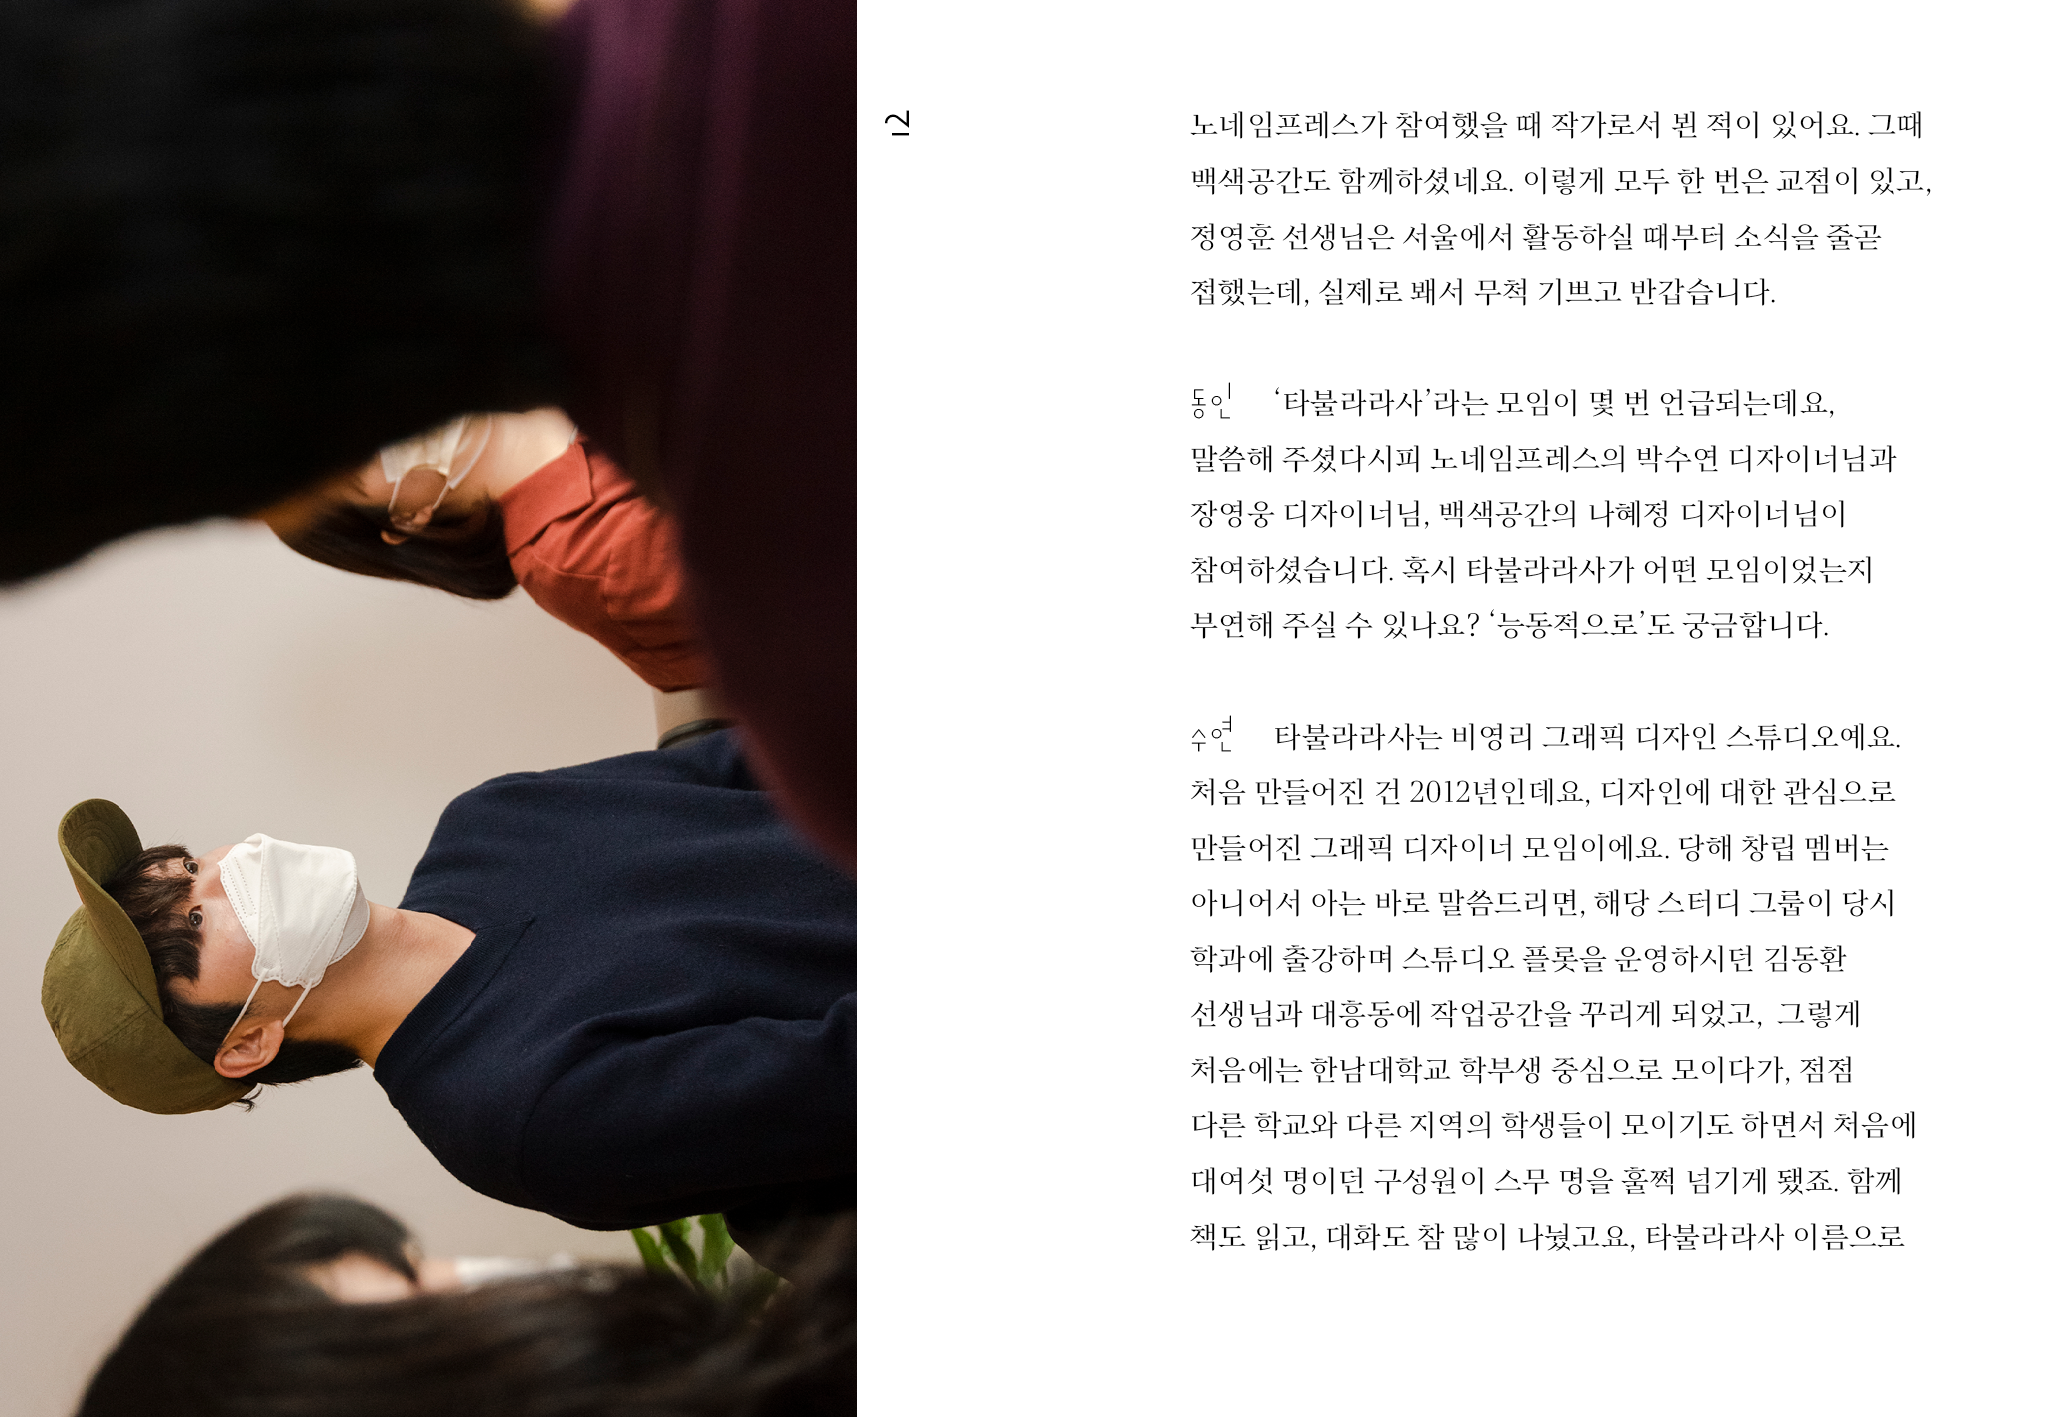 12
노네임프레스가 참여했을 때 작가로서 뵌 적이 있어요. 그때
백색공간도 함께하셨네요. 이렇게 모두 한 번은 교점이 있고,
정영훈 선생님은 서울에서 활동하실 때부터 소식을 줄곧
접했는데, 실제로 봬서 무척 기쁘고 반갑습니다.
동인 ‘타불라라사’라는 모임이 몇 번 언급되는데요,
말씀해 주셨다시피 노네임프레스의 박수연 디자이너님과
장영웅 디자이너님, 백색공간의 나혜정 디자이너님이
참여하셨습니다. 혹시 타불라라사가 어떤 모임이었는지
부연해 주실 수 있나요? ‘능동적으로’도 궁금합니다.
수연 타불라라사는 비영리 그래픽 디자인 스튜디오예요.
처음 만들어진 건 2012년인데요, 디자인에 대한 관심으로
만들어진 그래픽 디자이너 모임이에요. 당해 창립 멤버는
아니어서 아는 바로 말씀드리면, 해당 스터디 그룹이 당시
학과에 출강하며 스튜디오 플롯을 운영하시던 김동환
선생님과 대흥동에 작업공간을 꾸리게 되었고, 그렇게
처음에는 한남대학교 학부생 중심으로 모이다가, 점점
다른 학교와 다른 지역의 학생들이 모이기도 하면서 처음에
대여섯 명이던 구성원이 스무 명을 훌쩍 넘기게 됐죠. 함께
책도 읽고, 대화도 참 많이 나눴고요, 타불라라사 이름으로